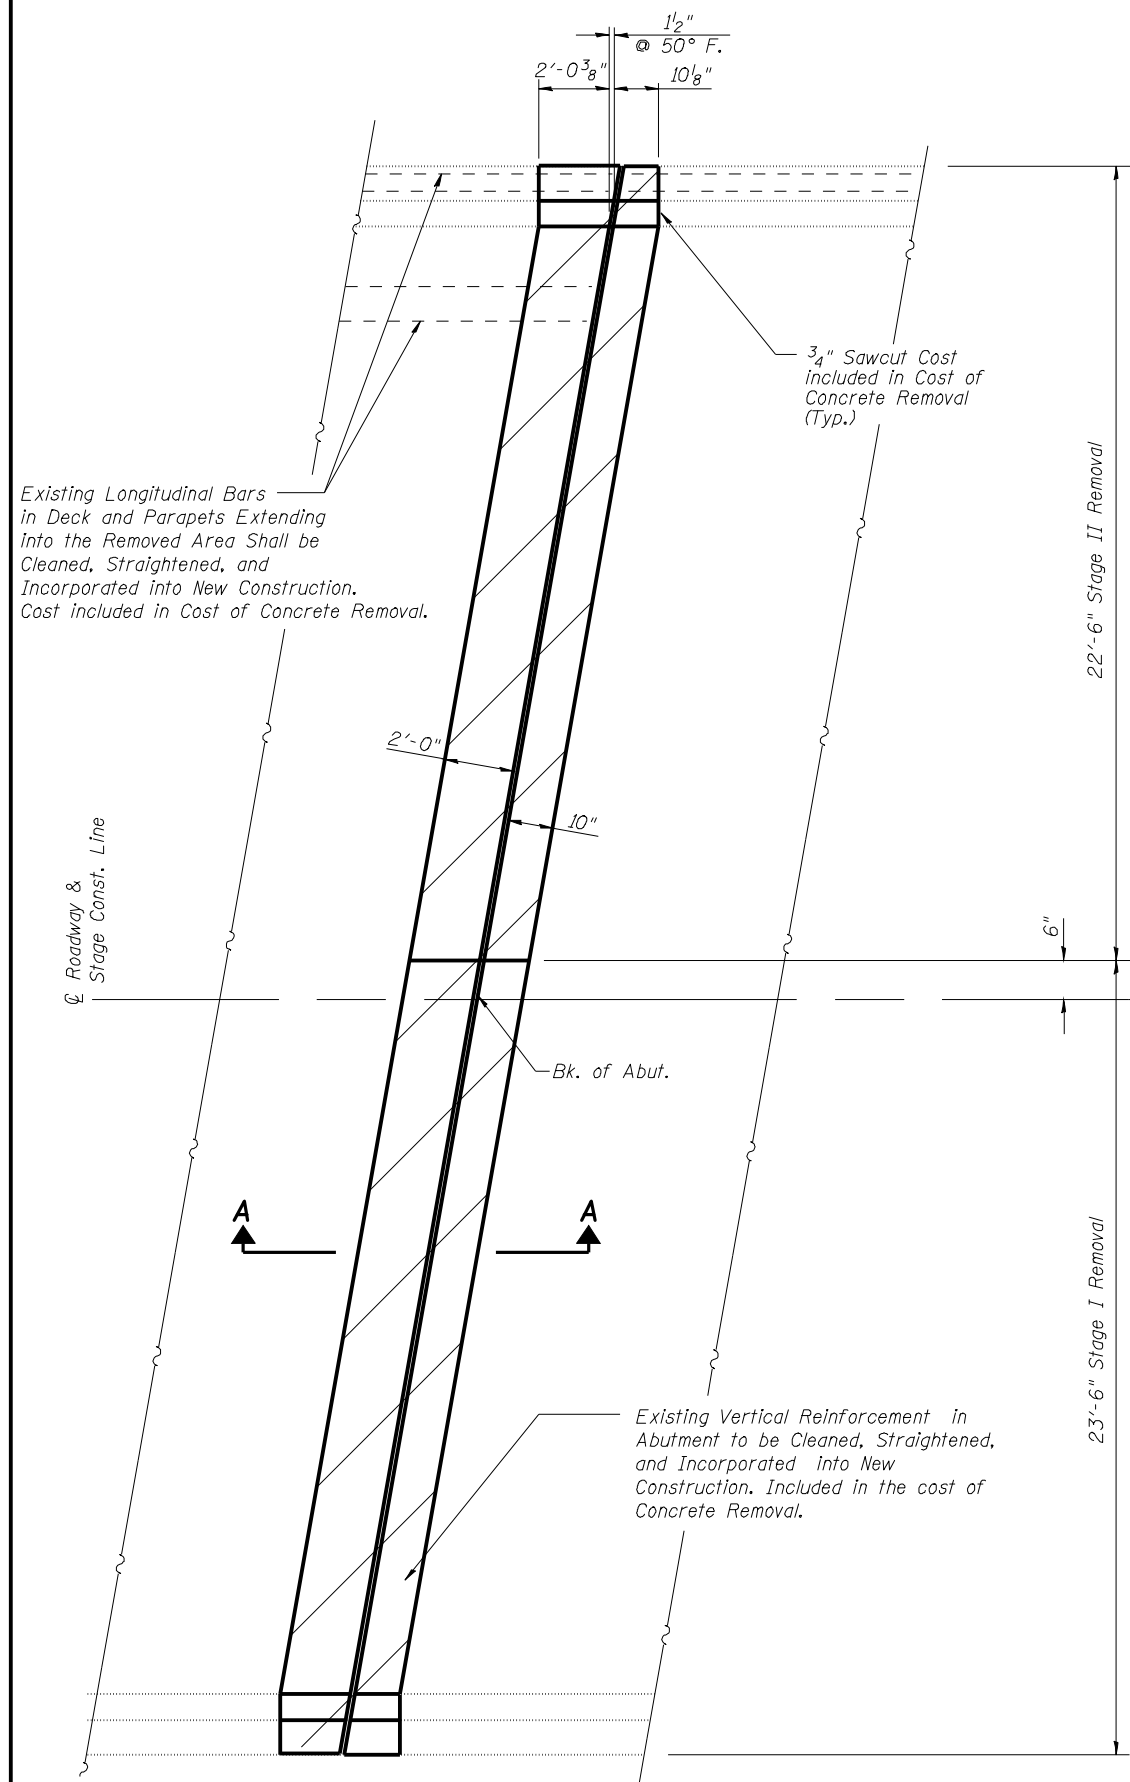 1½"
@ 50° F.
2'-0⅜"
10⅛"
¾" Sawcut Cost
included in Cost of
Concrete Removal
(Typ.)
22'-6" Stage II Removal
Existing Longitudinal Bars
in Deck and Parapets Extending
into the Removed Area Shall be
Cleaned, Straightened, and
Incorporated into New Construction.
Cost included in Cost of Concrete Removal.
2'-0"
10"
℄ Roadway &
Stage Const. Line
6"
Bk. of Abut.
A
A
23'-6" Stage I Removal
Existing Vertical Reinforcement in
Abutment to be Cleaned, Straightened,
and Incorporated into New
Construction. Included in the cost of
Concrete Removal.